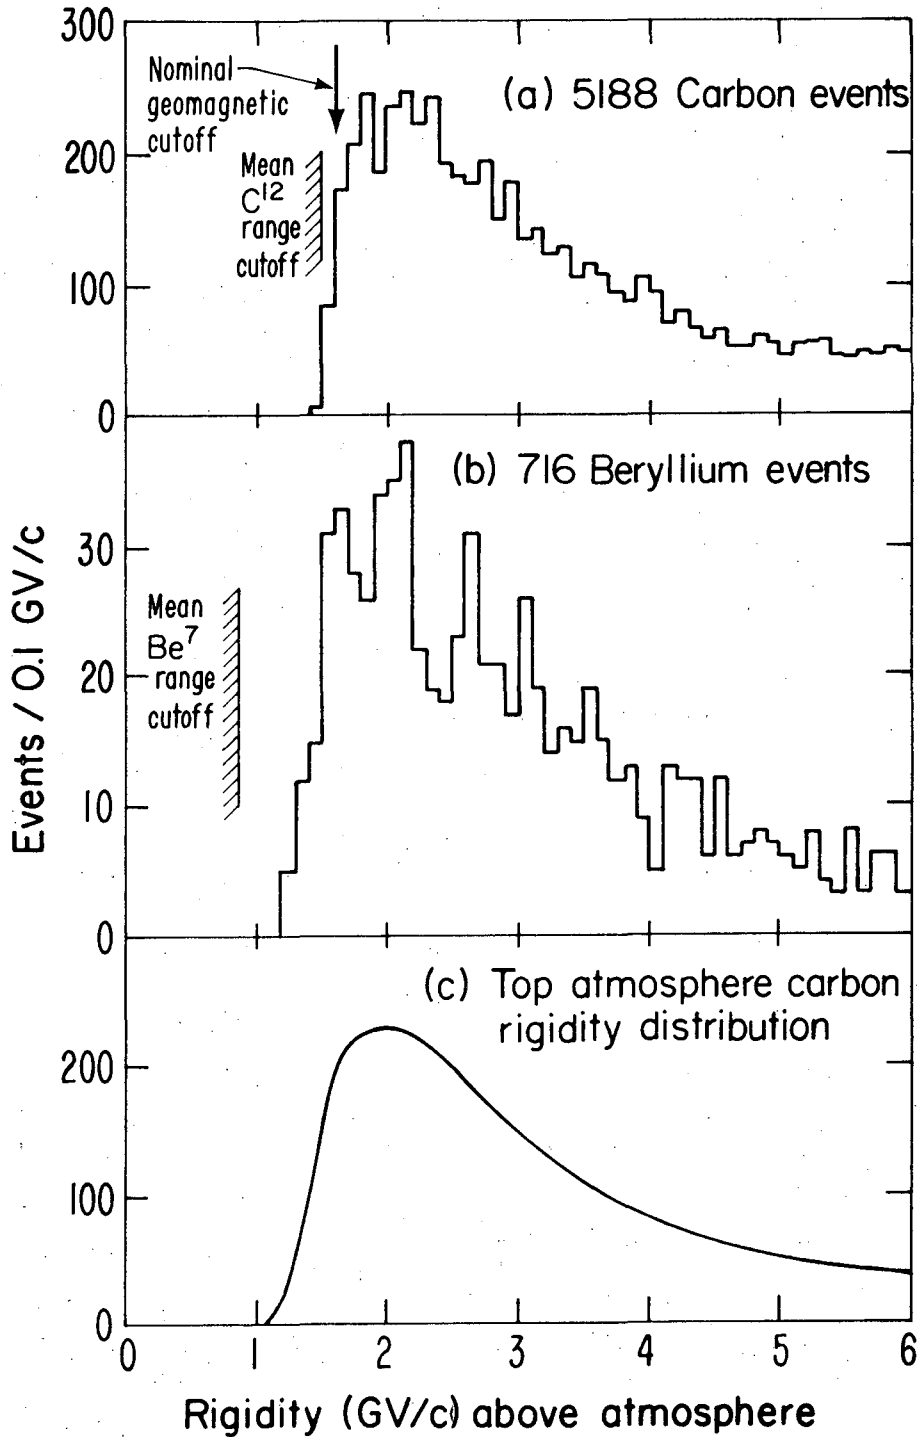 300
Nominal
geomagnetic
cutoff
(a) 5188 Carbon events
200
Mean
C¹²
range
cutoff
100
0
(b) 716 Beryllium events
30
Mean
Be⁷
range
cutoff
20
10
0
Events / 0.1 GV/c
(c) Top atmosphere carbon
rigidity distribution
200
100
0
0 1 2 3 4 5 6
Rigidity (GV/c) above atmosphere